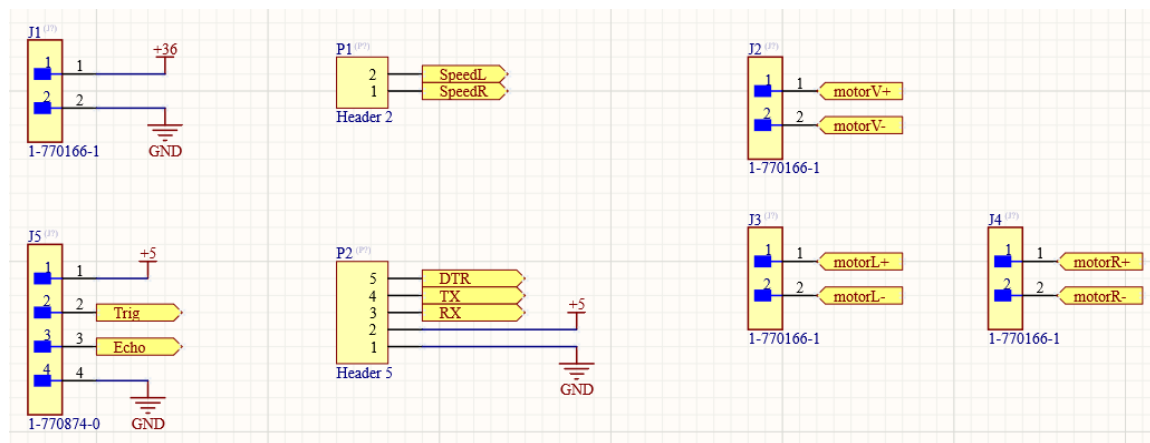 J1 (J?)
+36
1 1
2 2
GND
1-770166-1
P1 (P?)
2 SpeedL
1 SpeedR
Header 2
J2 (J?)
1 1 motorV+
2 2 motorV-
1-770166-1
J5 (J?)
+5
1 1
2 2 Trig
3 3 Echo
4 4
GND
1-770874-0
P2 (P?)
5 DTR
4 TX
3 RX
+5
2
1
GND
Header 5
J3 (J?)
1 1 motorL+
2 2 motorL-
1-770166-1
J4 (J?)
1 1 motorR+
2 2 motorR-
1-770166-1